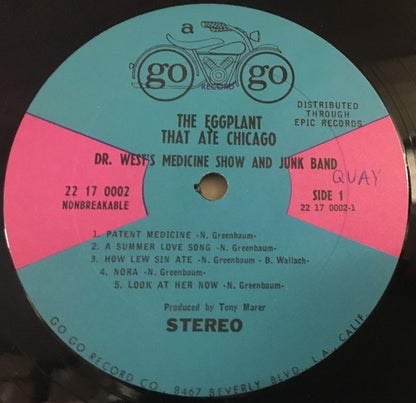 a
go go
RECORD
DISTRIBUTED
THROUGH
EPIC RECORDS
THE EGGPLANT
THAT ATE CHICAGO
DR. WEST'S MEDICINE SHOW AND JUNK BAND
QUAY
22 17 0002
NONBREAKABLE
SIDE 1
22 17 0002-1
1. PATENT MEDICINE -N. Greenbaum-
2. A SUMMER LOVE SONG -N. Greenbaum-
3. HOW LEW SIN ATE -N. Greenbaum - B. Wallach-
4. NORA -N. Greenbaum-
5. LOOK AT HER NOW -N. Greenbaum-
Produced by Tony Marer
STEREO
GO GO RECORD CO., 8467 BEVERLY BLVD., L.A., CALIF.